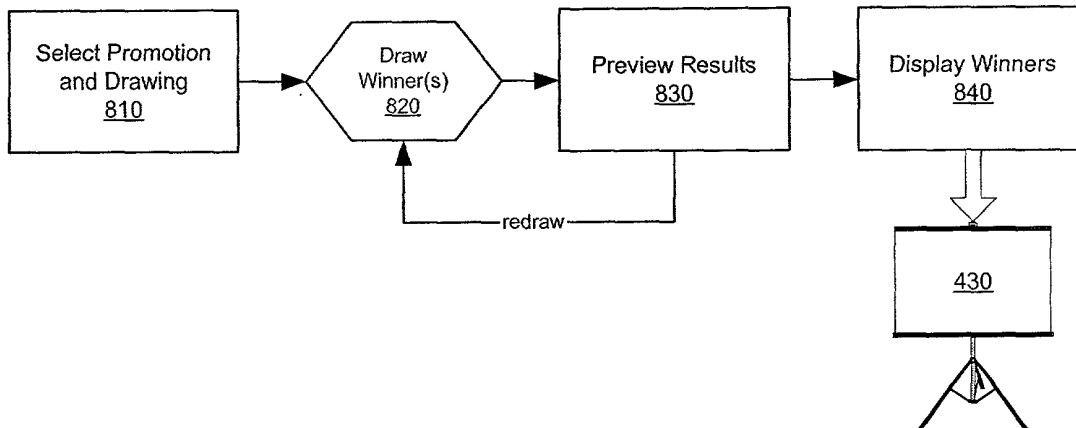 Select Promotion
and Drawing
810
Draw
Winner(s)
820
Preview Results
830
Display Winners
840
redraw
430